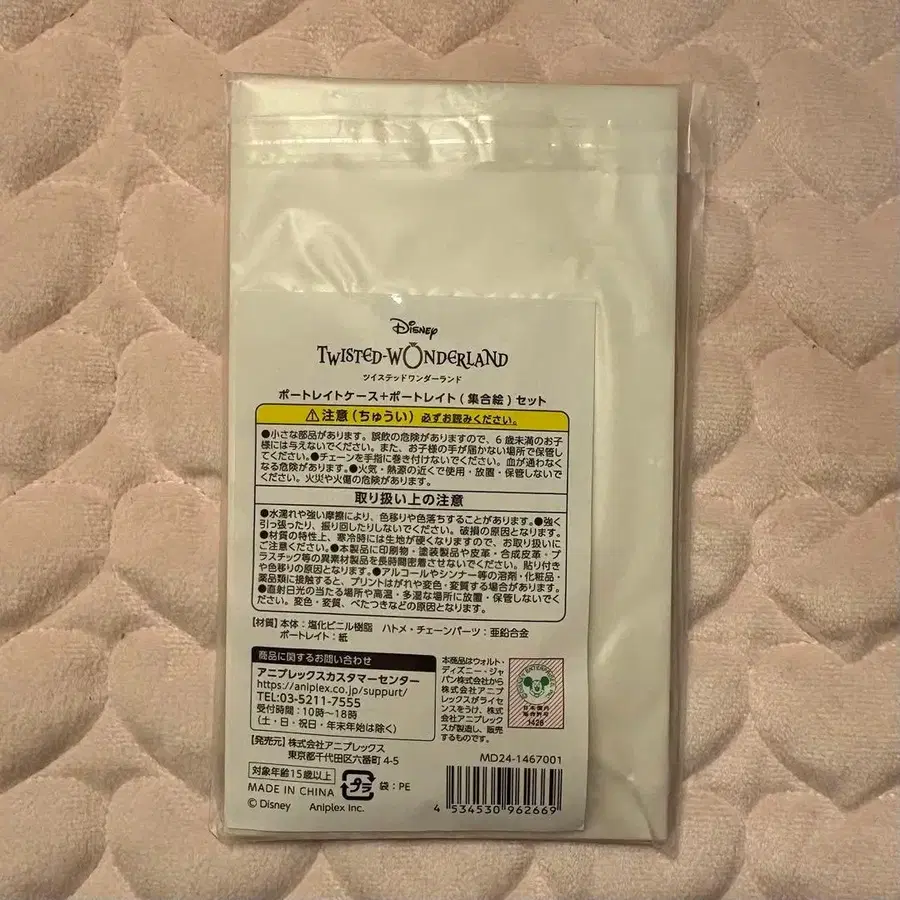 Disney
TWISTED-WONDERLAND
ツイステッドワンダーランド
ポートレイトケース+ポートレイト(集合絵)セット
⚠注意(ちゅうい)必ずお読みください。
●小さな部品があります。誤飲の危険がありますので、6歳未満のお子
様には与えないでください。また、お子様の手が届かない場所で保管し
てください。●チェーンを手指に巻き付けないでください。血が通わなく
なる危険があります。●火気・熱源の近くで使用・放置・保管しないで
ください。火災や火傷の危険があります。
取り扱い上の注意
●水濡れや強い摩擦により、色移りや色落ちすることがあります。●強く
引っ張ったり、振り回したりしないでください。破損の原因となります。
●材質の特性上、寒冷時には生地が硬くなりますので、お取り扱いに
ご注意ください。●本製品に印刷物・塗装製品や皮革・合成皮革・プ
ラスチック等の異素材製品を長時間密着させないでください。貼り付き
や色移りの原因となります。●アルコールやシンナー等の溶剤・化粧品・
薬品類に接触すると、プリントはがれや変色・変質する場合があります。
●直射日光の当たる場所や高温・多湿な場所に放置・保管しないでく
ださい。変色・変質、べたつきなどの原因となります。
【材質】本体:塩化ビニル樹脂 ハトメ・チェーンパーツ:亜鉛合金
ポートレイト:紙
商品に関するお問い合わせ
アニプレックスカスタマーセンター
https://aniplex.co.jp/suppurt/
TEL:03-5211-7555
受付時間:10時〜18時
(土・日・祝日・年末年始は除く)
本商品はウォルト・
ディズニー・ジャ
パン株式会社から
株式会社アニプレ
ックスがライセ
ンスをうけ、株式
会社アニプレック
スが製造し、販売
するものです。
日本国内
販売許可
1428
【発売元】株式会社アニプレックス
東京都千代田区六番町4-5
MD24-1467001
対象年齢15歳以上
プラ
袋:PE
MADE IN CHINA
© Disney Aniplex Inc.
4 534530 962669